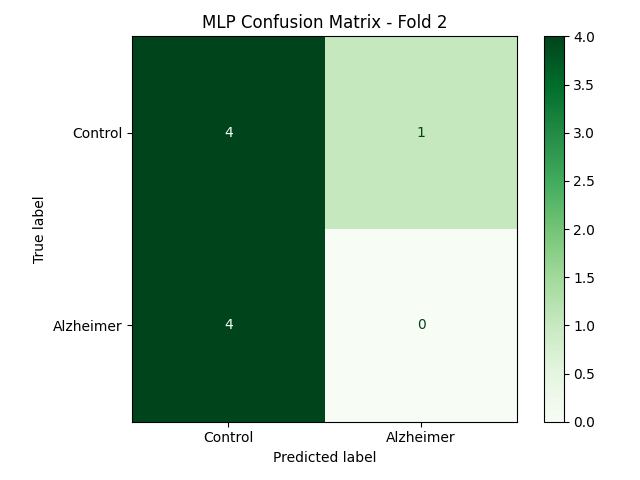 MLP Confusion Matrix - Fold 2
Control
4
1
Alzheimer
4
0
True label
Control
Alzheimer
Predicted label
4.0
3.5
3.0
2.5
2.0
1.5
1.0
0.5
0.0